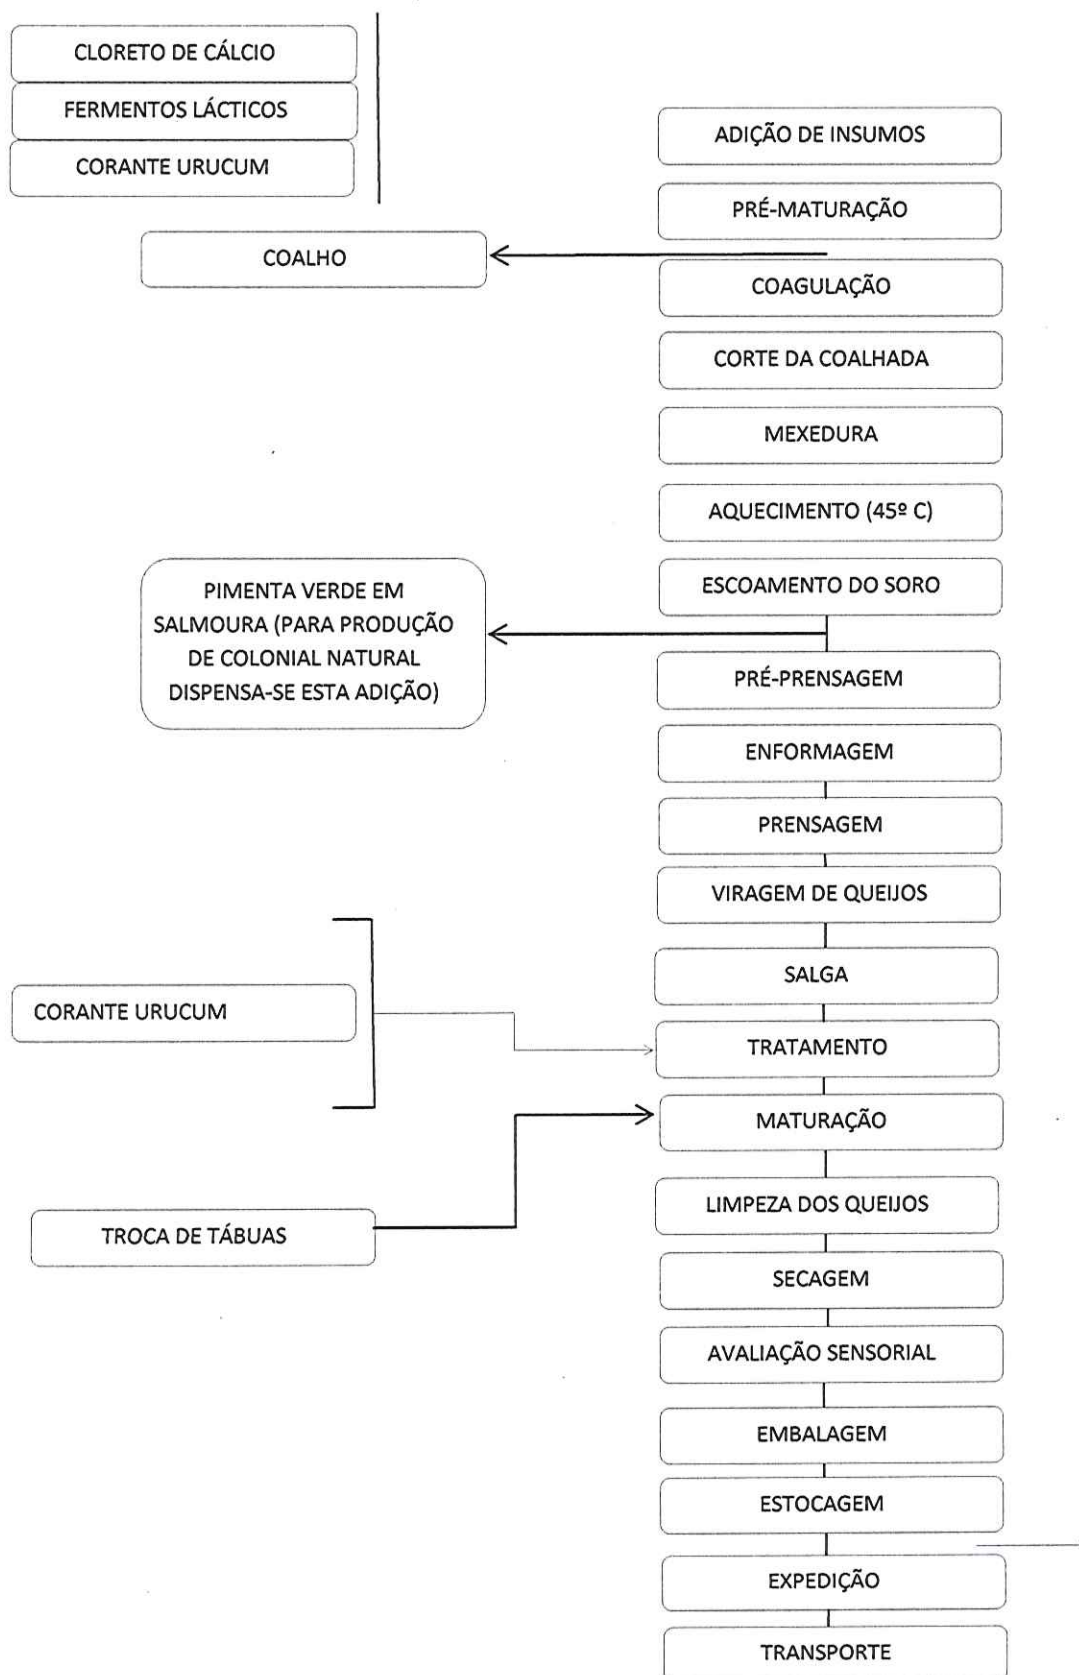 CLORETO DE CÁLCIO
FERMENTOS LÁCTICOS
CORANTE URUCUM
ADIÇÃO DE INSUMOS
PRÉ-MATURAÇÃO
COALHO
COAGULAÇÃO
CORTE DA COALHADA
MEXEDURA
AQUECIMENTO (45º C)
ESCOAMENTO DO SORO
PIMENTA VERDE EM
SALMOURA (PARA PRODUÇÃO
DE COLONIAL NATURAL
DISPENSA-SE ESTA ADIÇÃO)
PRÉ-PRENSAGEM
ENFORMAGEM
PRENSAGEM
VIRAGEM DE QUEIJOS
SALGA
CORANTE URUCUM
TRATAMENTO
MATURAÇÃO
LIMPEZA DOS QUEIJOS
TROCA DE TÁBUAS
SECAGEM
AVALIAÇÃO SENSORIAL
EMBALAGEM
ESTOCAGEM
EXPEDIÇÃO
TRANSPORTE